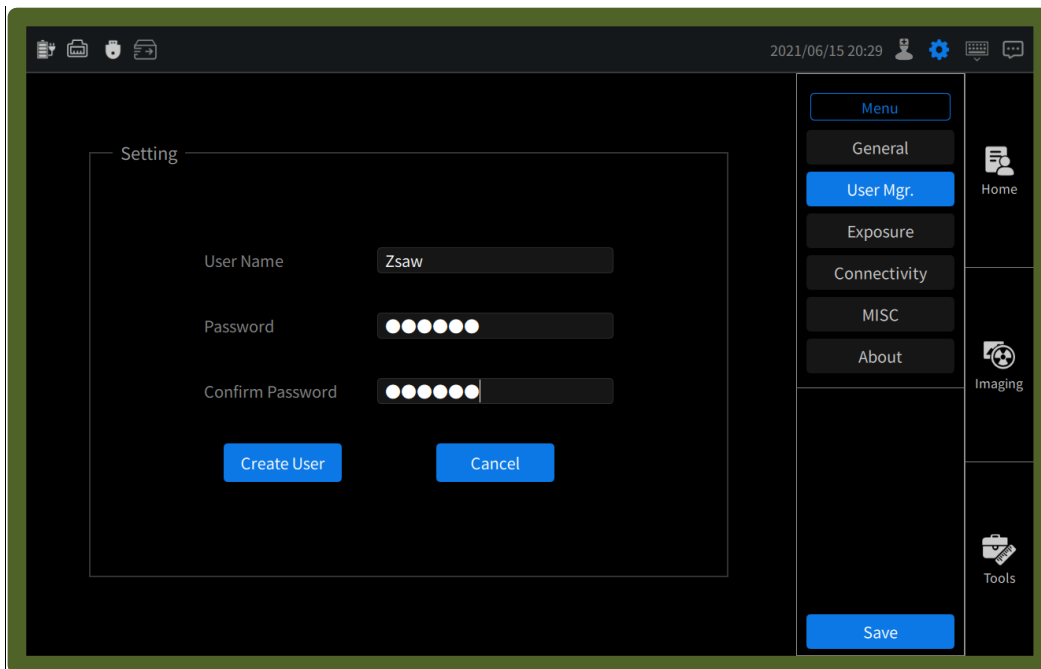 2021/06/15 20:29
Menu
General
User Mgr.
Exposure
Connectivity
MISC
About
Save
Home
Imaging
Tools
Setting
User Name Zsaw
Password ●●●●●●
Confirm Password ●●●●●●
Create User Cancel